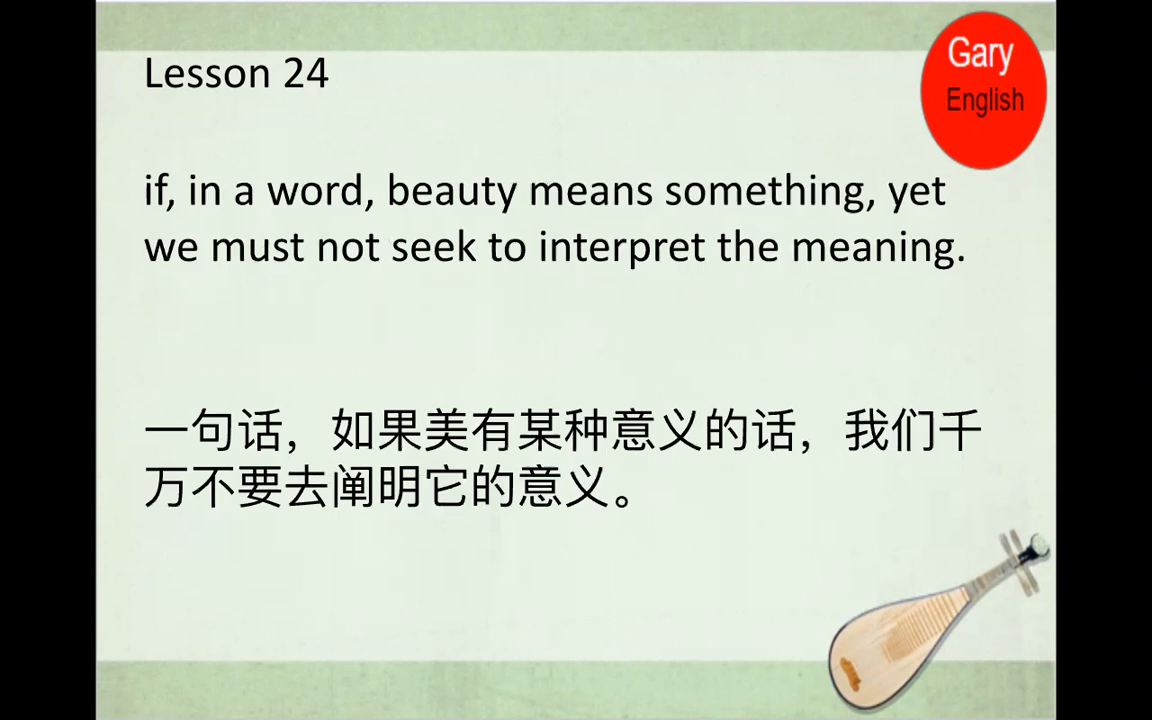 Lesson 24
Gary
English
if, in a word, beauty means something, yet
we must not seek to interpret the meaning.
一句话，如果美有某种意义的话，我们千
万不要去阐明它的意义。